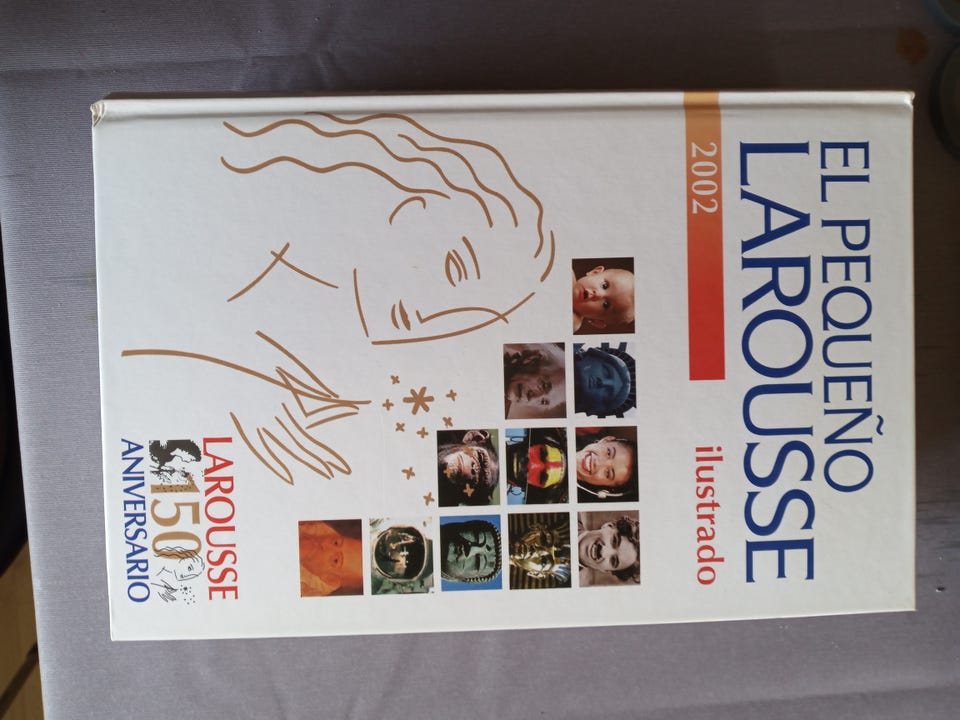 EL PEQUEÑO
LAROUSSE
2002
ilustrado
LAROUSSE
150
ANIVERSARIO